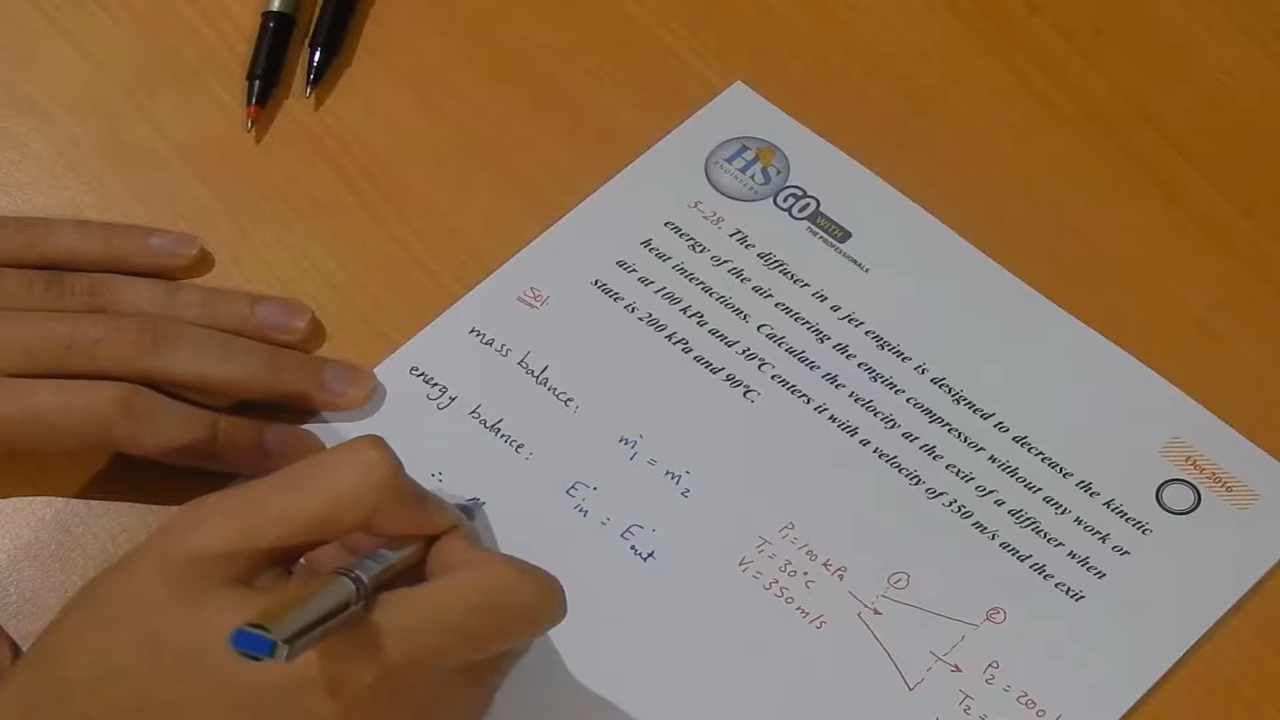 HiS
ENGINEERS
GO WITH
THE PROFESSIONALS
5-28. The diffuser in a jet engine is designed to decrease the kinetic
energy of the air entering the engine compressor without any work or
heat interactions. Calculate the velocity at the exit of a diffuser when
air at 100 kPa and 30°C enters it with a velocity of 350 m/s and the exit
state is 200 kPa and 90°C.
Oct 2016
Sol.
mass balance:
ṁ1 = ṁ2
energy balance:
Ėin = Ėout
∴
P1 = 100 kPa
T1 = 30°C
V1 = 350 m/s
①
②
P2 = 200
T2 =